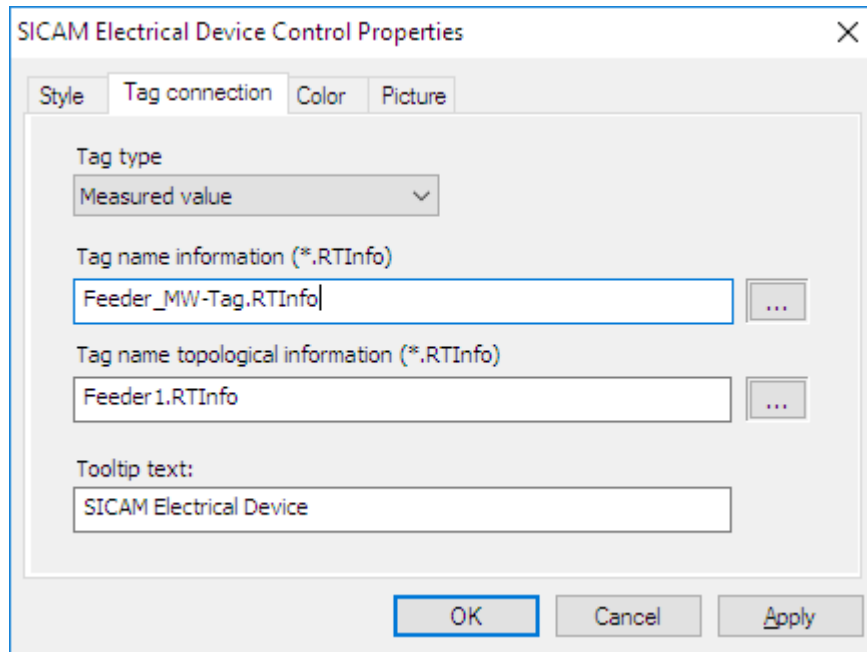 SICAM Electrical Device Control Properties
Style Tag connection Color Picture
Tag type
Measured value
Tag name information (*.RTInfo)
Feeder_MW-Tag.RTInfo
...
Tag name topological information (*.RTInfo)
Feeder1.RTInfo
...
Tooltip text:
SICAM Electrical Device
OK Cancel Apply